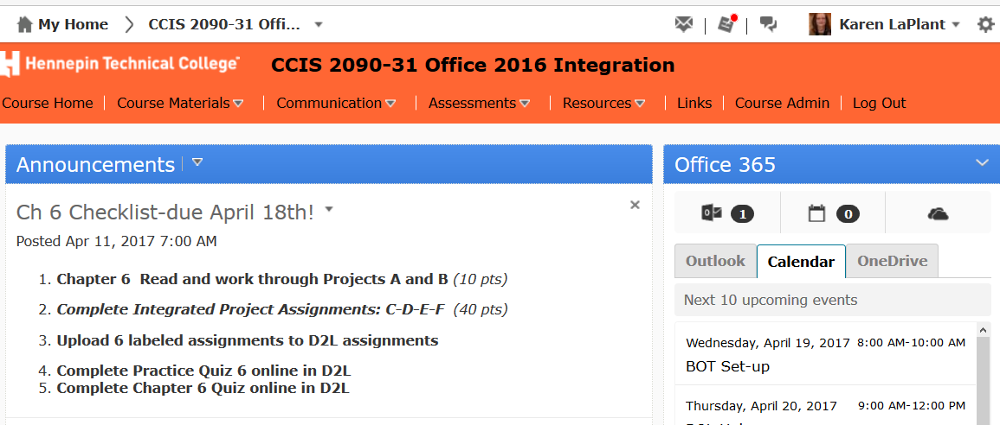 My Home
CCIS 2090-31 Offi...
Karen LaPlant
Hennepin Technical College
CCIS 2090-31 Office 2016 Integration
Course Home
Course Materials
Communication
Assessments
Resources
Links
Course Admin
Log Out
Announcements
Ch 6 Checklist-due April 18th!
Posted Apr 11, 2017 7:00 AM
1. Chapter 6  Read and work through Projects A and B (10 pts)
2. Complete Integrated Project Assignments: C-D-E-F  (40 pts)
3. Upload 6 labeled assignments to D2L assignments
4. Complete Practice Quiz 6 online in D2L
5. Complete Chapter 6 Quiz online in D2L
Office 365
1
0
Outlook
Calendar
OneDrive
Next 10 upcoming events
Wednesday, April 19, 2017 8:00 AM-10:00 AM
BOT Set-up
Thursday, April 20, 2017 9:00 AM-12:00 PM